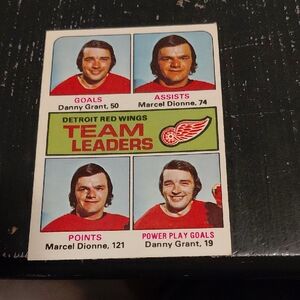 GOALS
Danny Grant, 50
ASSISTS
Marcel Dionne, 74
DETROIT RED WINGS
TEAM
LEADERS
POINTS
Marcel Dionne, 121
POWER PLAY GOALS
Danny Grant, 19